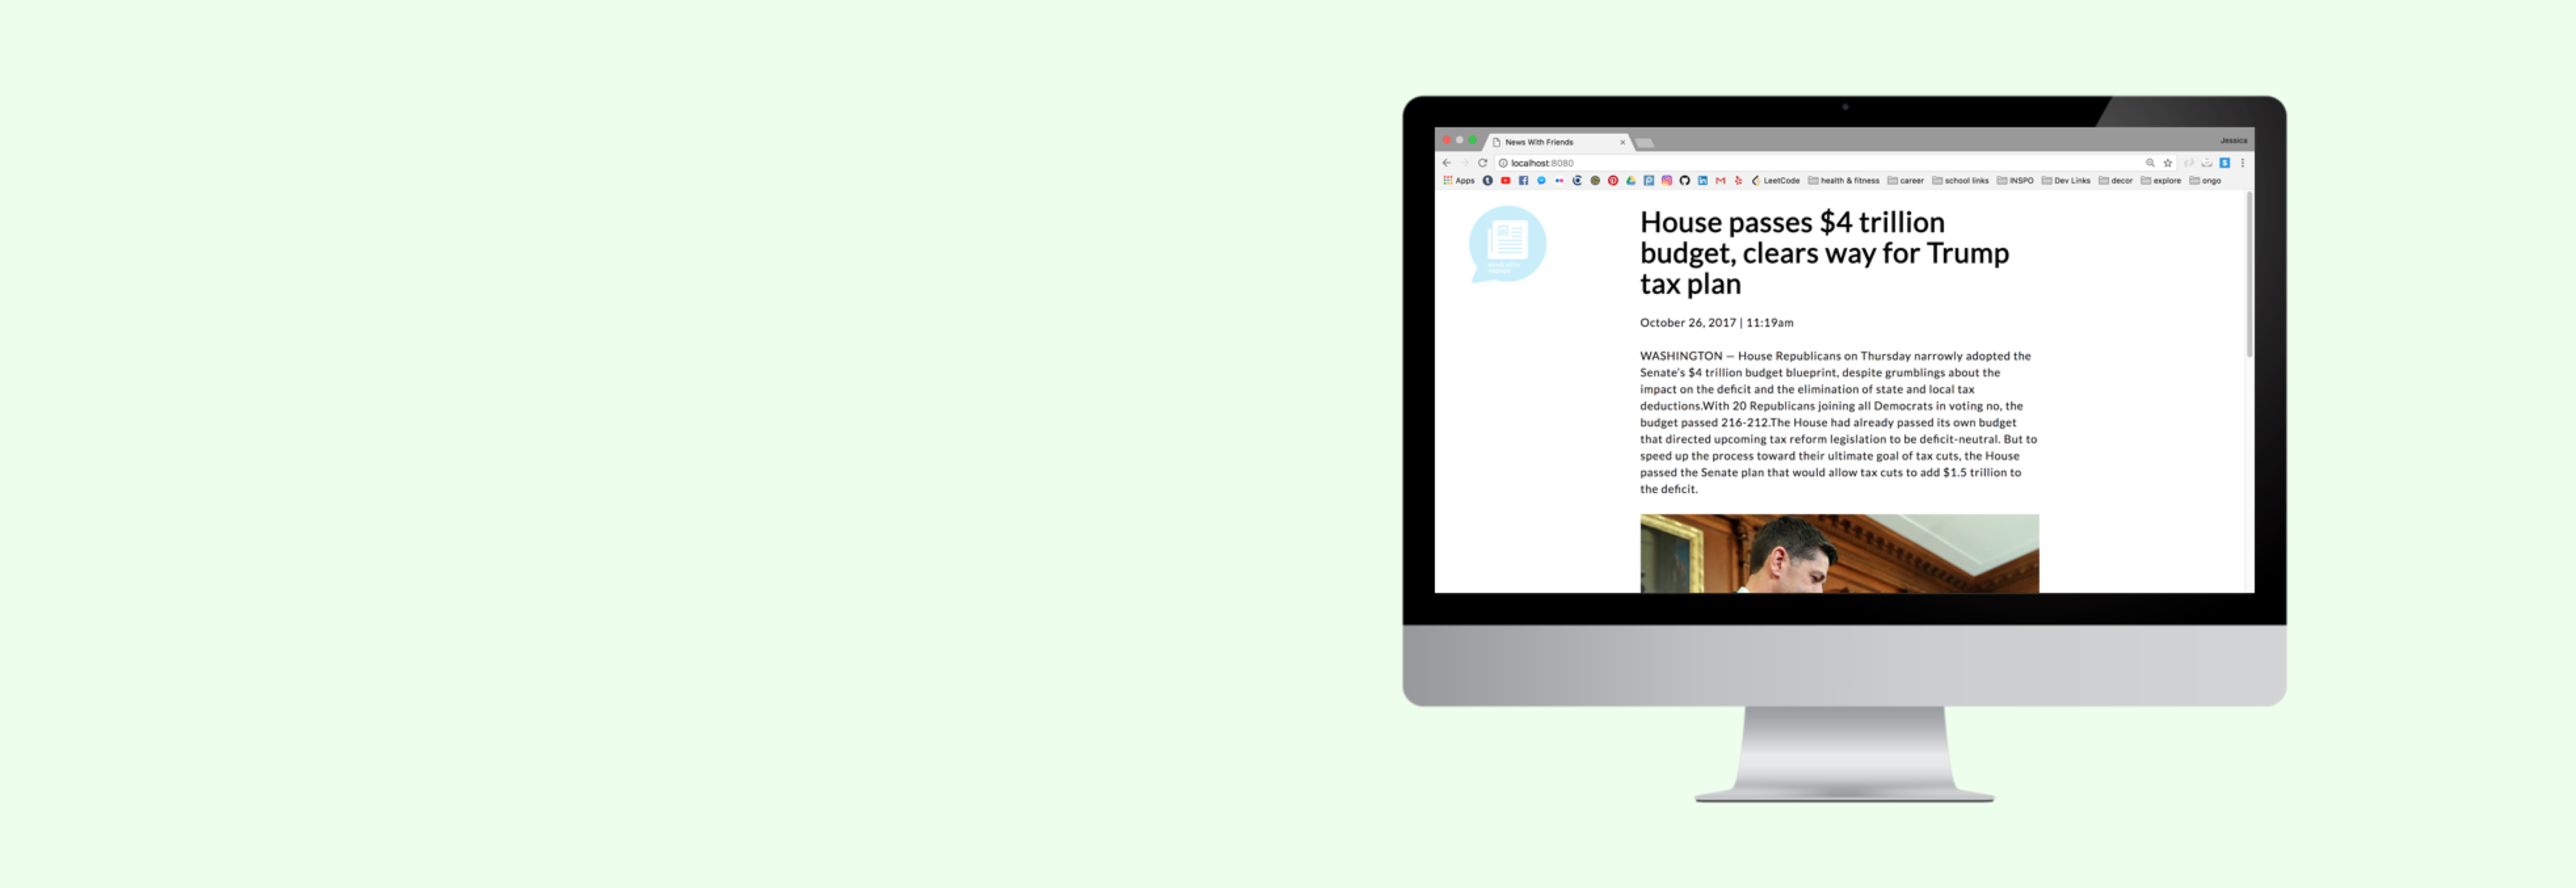 News With Friends
Jessica
localhost:8080
Apps LeetCode health & fitness career school links INSPO Dev Links decor explore ongo
House passes $4 trillion
budget, clears way for Trump
tax plan
October 26, 2017 | 11:19am
WASHINGTON — House Republicans on Thursday narrowly adopted the
Senate's $4 trillion budget blueprint, despite grumblings about the
impact on the deficit and the elimination of state and local tax
deductions.With 20 Republicans joining all Democrats in voting no, the
budget passed 216-212.The House had already passed its own budget
that directed upcoming tax reform legislation to be deficit-neutral. But to
speed up the process toward their ultimate goal of tax cuts, the House
passed the Senate plan that would allow tax cuts to add $1.5 trillion to
the deficit.